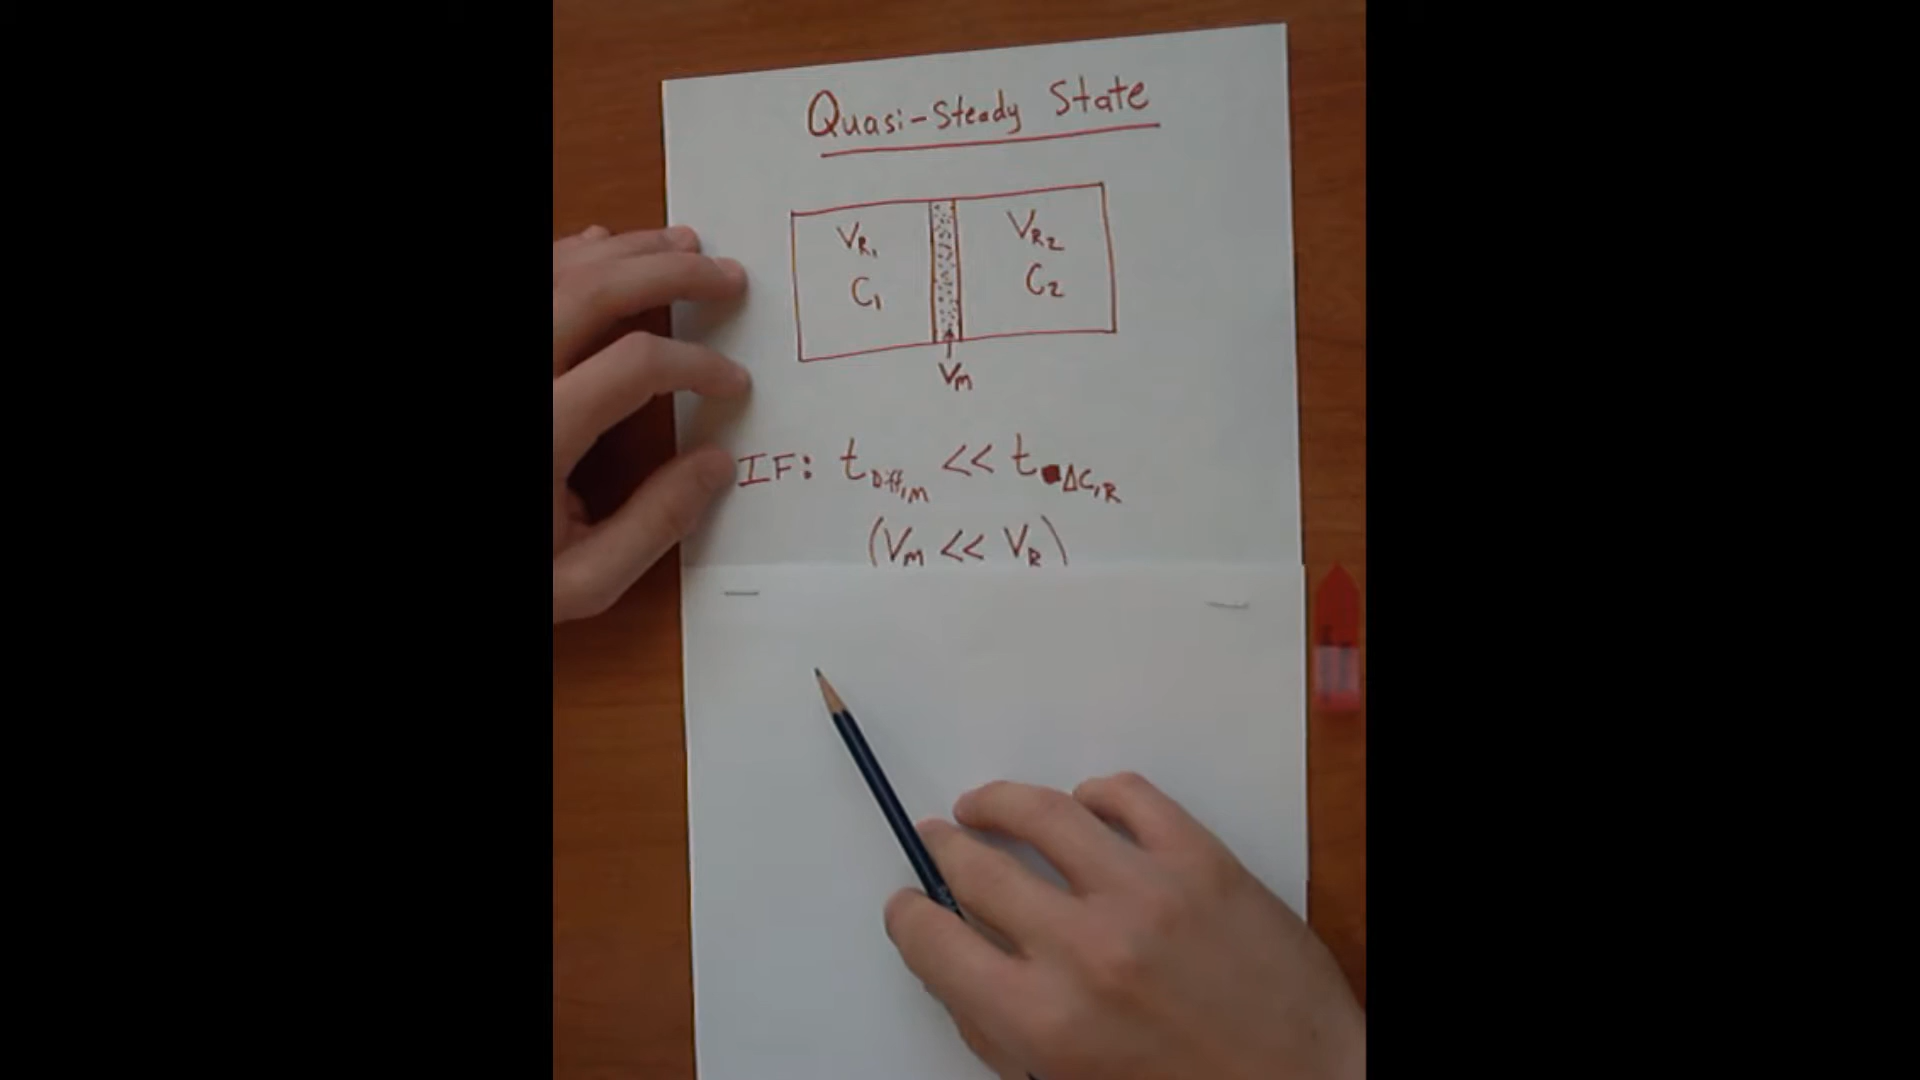 Quasi-Steady State
VR1 VR2
C1 C2
VM
IF: tDiff,M << tΔC,R
(VM << VR)